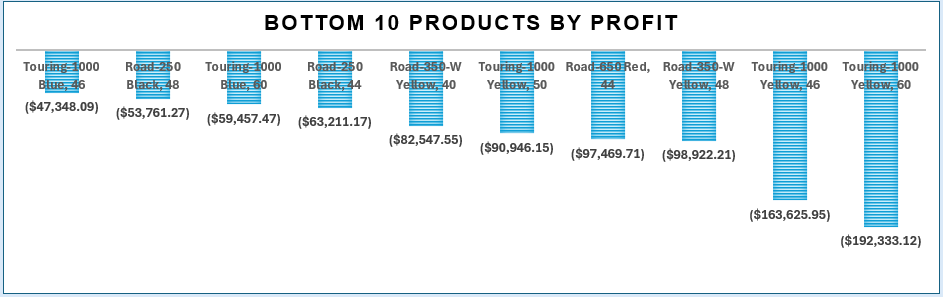 BOTTOM 10 PRODUCTS BY PROFIT
Touring-1000
Blue, 46
Road-250
Black, 48
Touring-1000
Blue, 60
Road-250
Black, 44
Road-350-W
Yellow, 40
Touring-1000
Yellow, 50
Road-650 Red,
44
Road-350-W
Yellow, 48
Touring-1000
Yellow, 46
Touring-1000
Yellow, 60
($47,348.09)
($53,761.27)
($59,457.47)
($63,211.17)
($82,547.55)
($90,946.15)
($97,469.71)
($98,922.21)
($163,625.95)
($192,333.12)